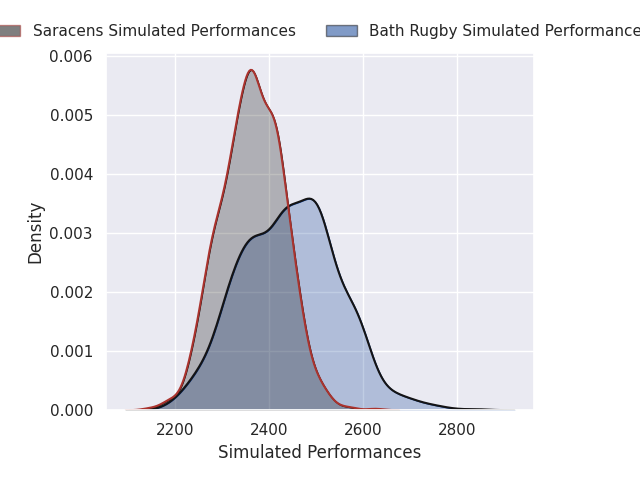 Saracens Simulated Performances Bath Rugby Simulated Performance
0.006
0.005
0.004
0.003
0.002
0.001
0.000
Density
2200 2400 2600 2800
Simulated Performances